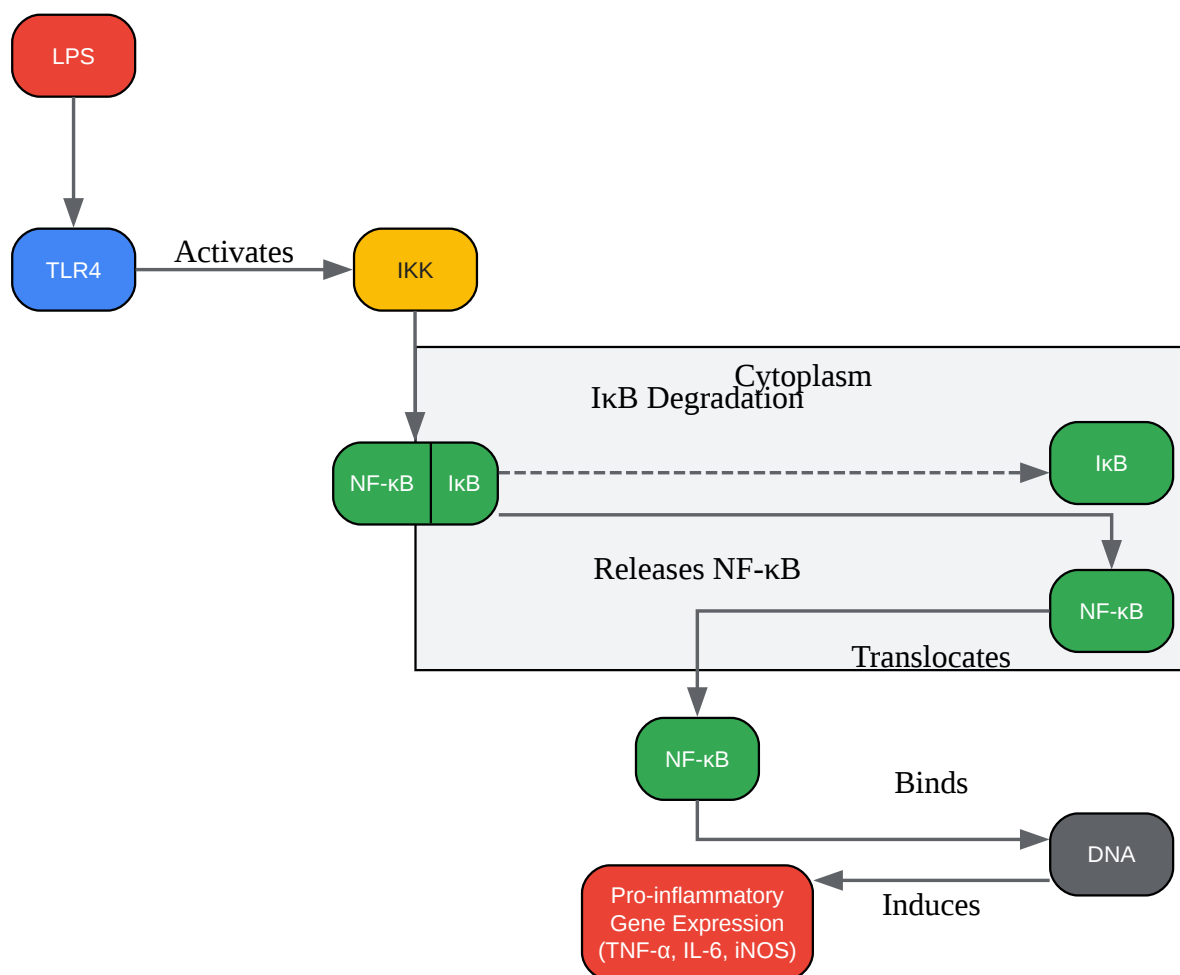 LPS
TLR4
Activates
IKK
Cytoplasm
IκB Degradation
NF-κB
IκB
IκB
Releases NF-κB
NF-κB
Translocates
NF-κB
Binds
DNA
Induces
Pro-inflammatory
Gene Expression
(TNF-α, IL-6, iNOS)